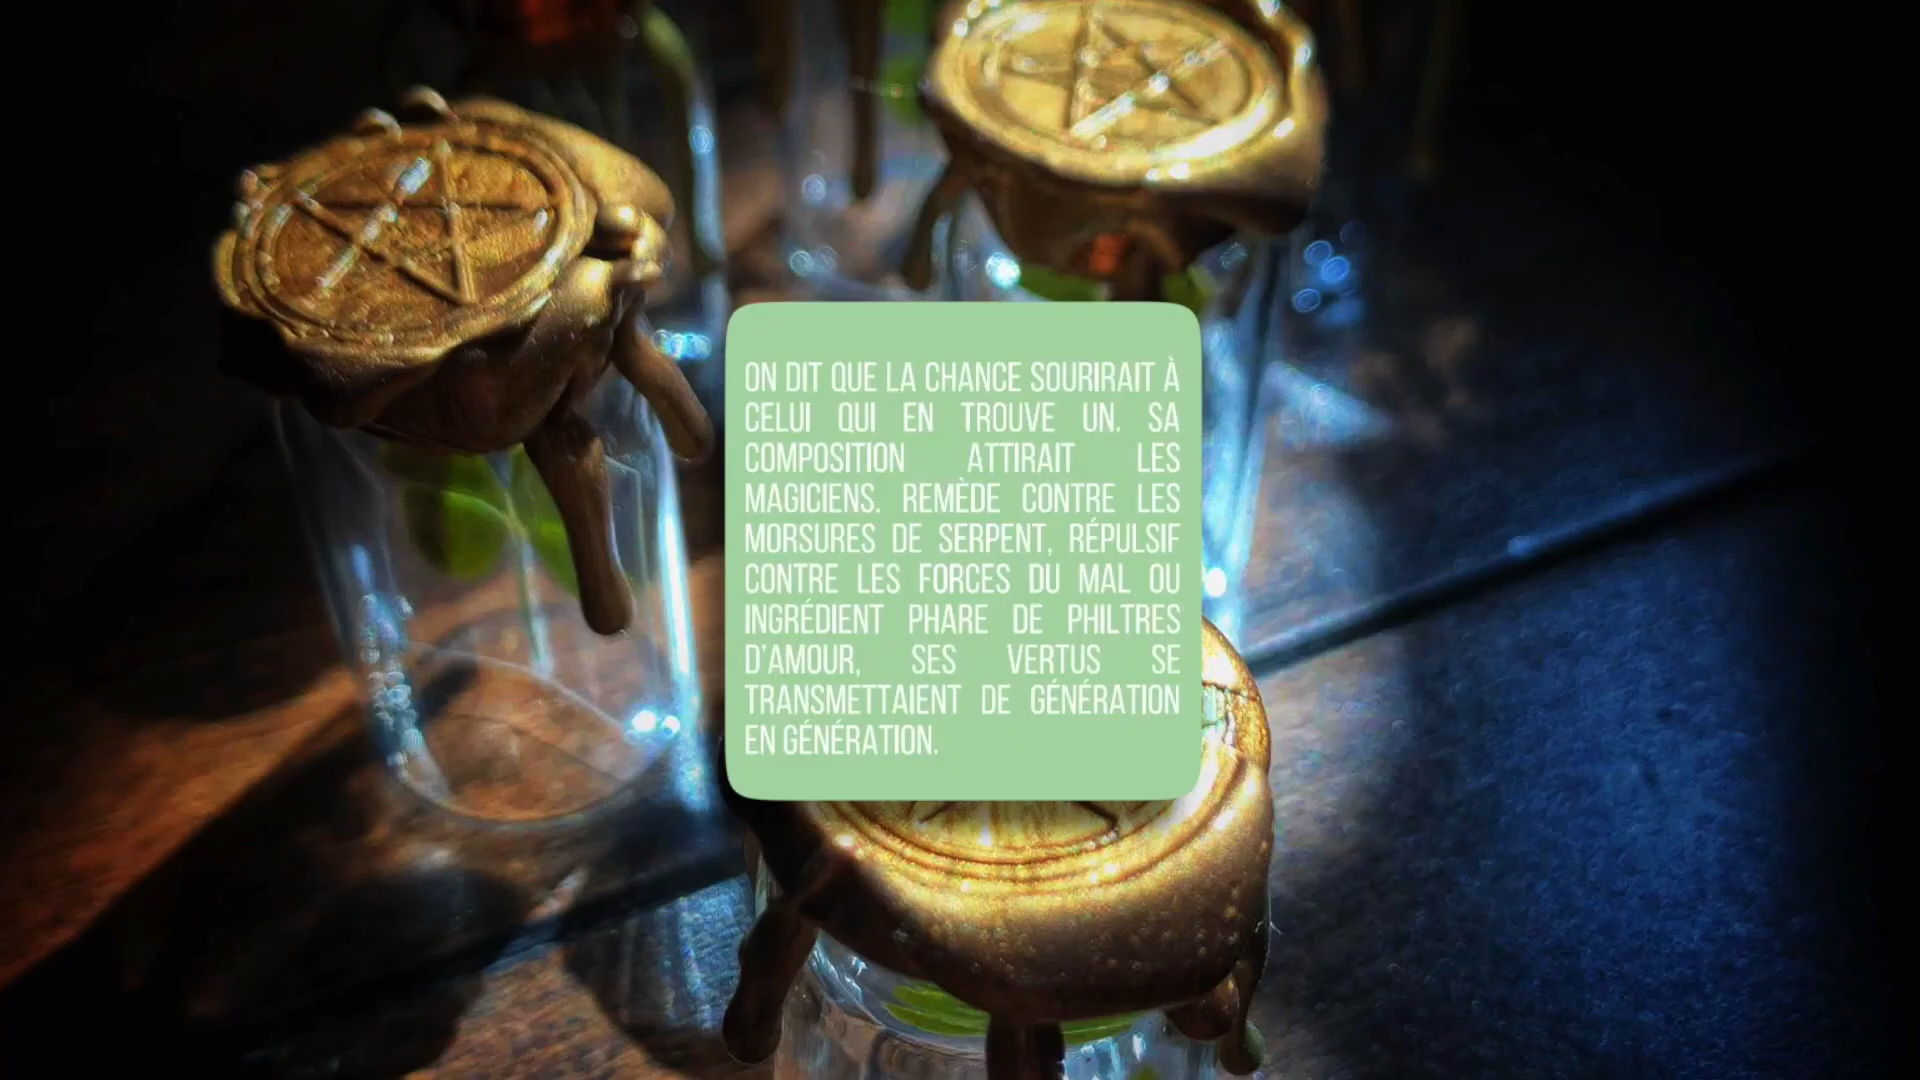 ON DIT QUE LA CHANCE SOURIRAIT À
CELUI QUI EN TROUVE UN. SA
COMPOSITION ATTIRAIT LES
MAGICIENS. REMÈDE CONTRE LES
MORSURES DE SERPENT, RÉPULSIF
CONTRE LES FORCES DU MAL OU
INGRÉDIENT PHARE DE PHILTRES
D'AMOUR, SES VERTUS SE
TRANSMETTAIENT DE GÉNÉRATION
EN GÉNÉRATION.